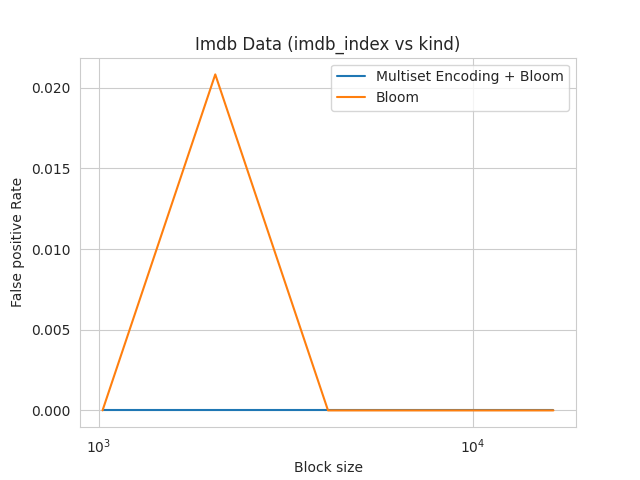 Imdb Data (imdb_index vs kind)
Multiset Encoding + Bloom
Bloom
False positive Rate
0.020
0.015
0.010
0.005
0.000
10³
10⁴
Block size